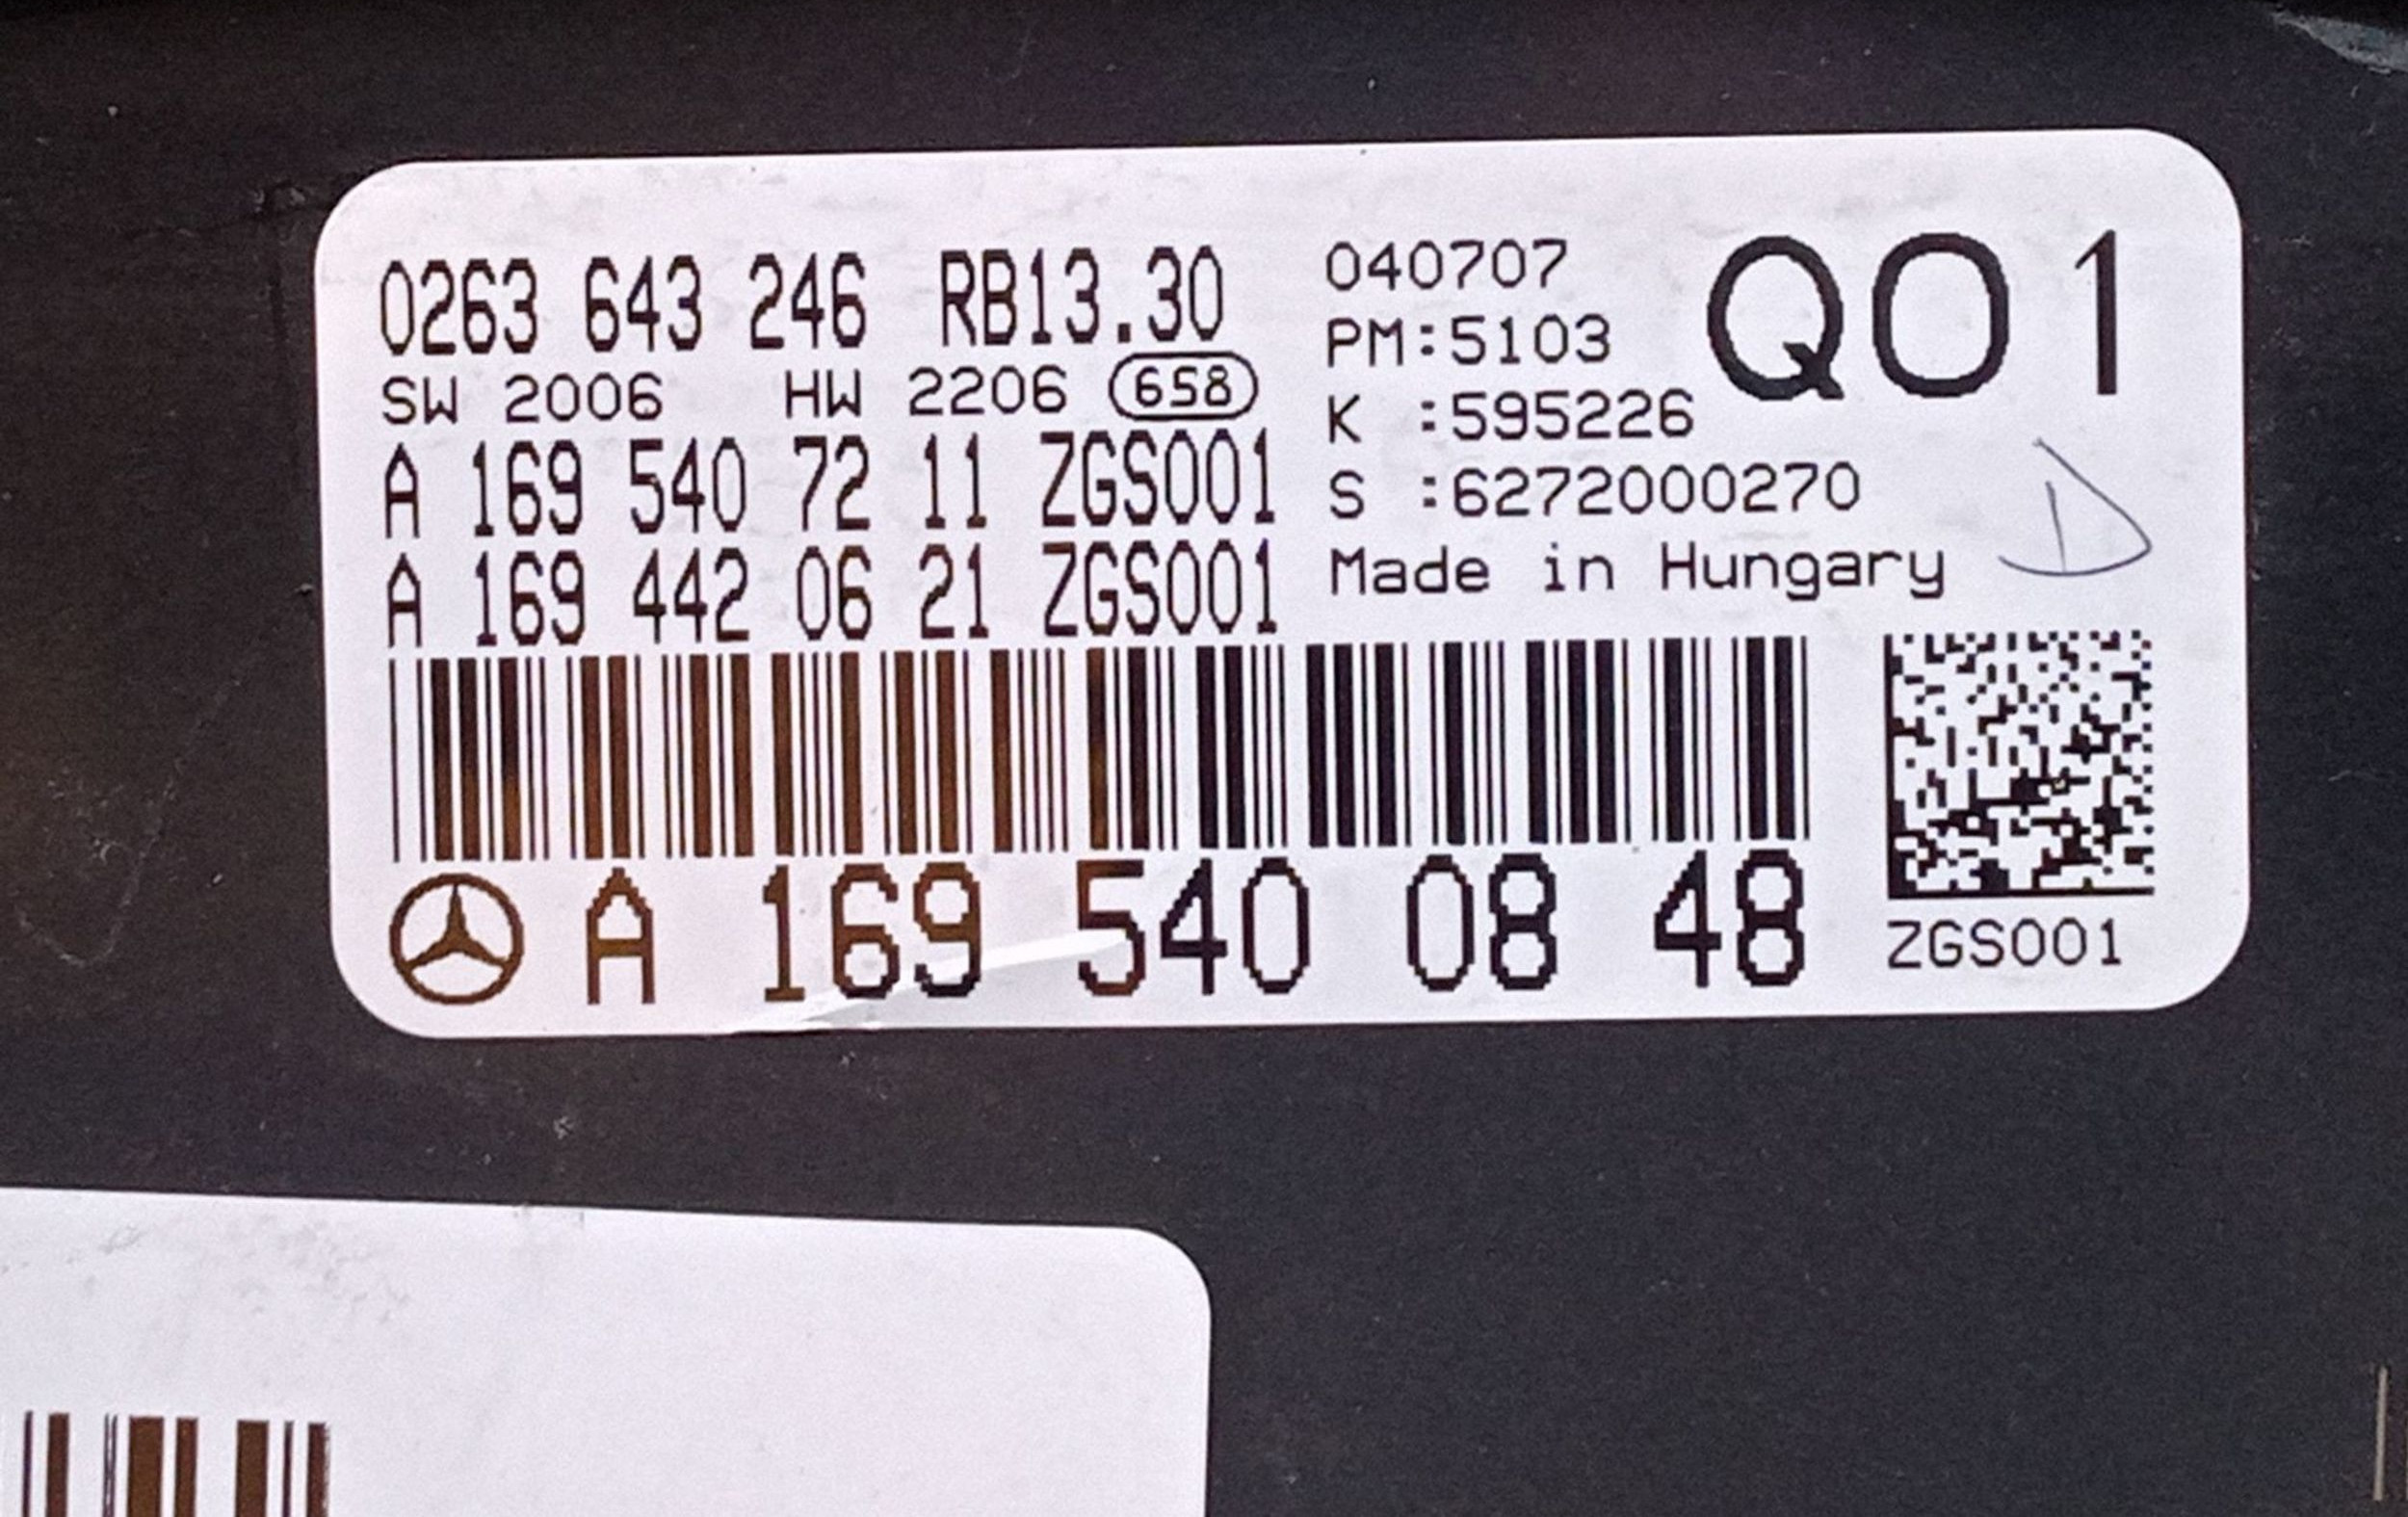 0263 643 246 RB13.30
SW 2006 HW 2206 658
A 169 540 72 11 ZGS001
A 169 442 06 21 ZGS001
040707
PM:5103
K :595226
S :6272000270
Made in Hungary
Q01
D
A 169 540 08 48
ZGS001